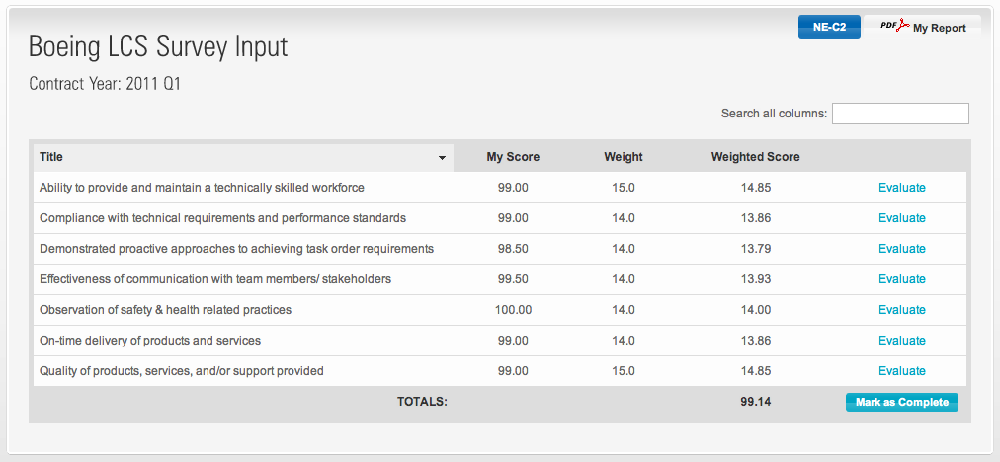 NE-C2
PDF My Report
Boeing LCS Survey Input
Contract Year: 2011 Q1
Search all columns:
Title My Score Weight Weighted Score
Ability to provide and maintain a technically skilled workforce 99.00 15.0 14.85 Evaluate
Compliance with technical requirements and performance standards 99.00 14.0 13.86 Evaluate
Demonstrated proactive approaches to achieving task order requirements 98.50 14.0 13.79 Evaluate
Effectiveness of communication with team members/ stakeholders 99.50 14.0 13.93 Evaluate
Observation of safety & health related practices 100.00 14.0 14.00 Evaluate
On-time delivery of products and services 99.00 14.0 13.86 Evaluate
Quality of products, services, and/or support provided 99.00 15.0 14.85 Evaluate
TOTALS: 99.14 Mark as Complete